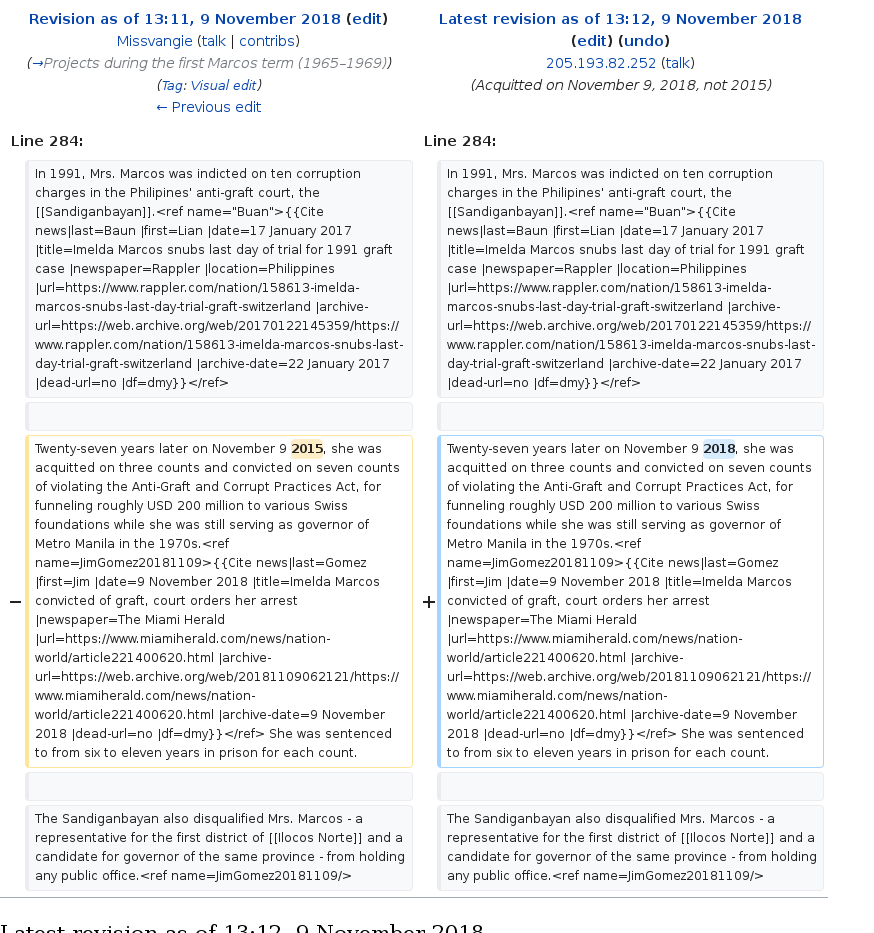 Revision as of 13:11, 9 November 2018 (edit)
Missvangie (talk | contribs)
(→Projects during the first Marcos term (1965–1969))
(Tag: Visual edit)
← Previous edit
Latest revision as of 13:12, 9 November 2018
(edit) (undo)
205.193.82.252 (talk)
(Acquitted on November 9, 2018, not 2015)
Line 284:
Line 284:
In 1991, Mrs. Marcos was indicted on ten corruption
charges in the Philipines' anti-graft court, the
[[Sandiganbayan]].<ref name="Buan">{{Cite
news|last=Baun |first=Lian |date=17 January 2017
|title=Imelda Marcos snubs last day of trial for 1991 graft
case |newspaper=Rappler |location=Philippines
|url=https://www.rappler.com/nation/158613-imelda-
marcos-snubs-last-day-trial-graft-switzerland |archive-
url=https://web.archive.org/web/20170122145359/https://
www.rappler.com/nation/158613-imelda-marcos-snubs-last-
day-trial-graft-switzerland |archive-date=22 January 2017
|dead-url=no |df=dmy}}</ref>
In 1991, Mrs. Marcos was indicted on ten corruption
charges in the Philipines' anti-graft court, the
[[Sandiganbayan]].<ref name="Buan">{{Cite
news|last=Baun |first=Lian |date=17 January 2017
|title=Imelda Marcos snubs last day of trial for 1991 graft
case |newspaper=Rappler |location=Philippines
|url=https://www.rappler.com/nation/158613-imelda-
marcos-snubs-last-day-trial-graft-switzerland |archive-
url=https://web.archive.org/web/20170122145359/https://
www.rappler.com/nation/158613-imelda-marcos-snubs-last-
day-trial-graft-switzerland |archive-date=22 January 2017
|dead-url=no |df=dmy}}</ref>
−
Twenty-seven years later on November 9 2015, she was
acquitted on three counts and convicted on seven counts
of violating the Anti-Graft and Corrupt Practices Act, for
funneling roughly USD 200 million to various Swiss
foundations while she was still serving as governor of
Metro Manila in the 1970s.<ref
name=JimGomez20181109>{{Cite news|last=Gomez
|first=Jim |date=9 November 2018 |title=Imelda Marcos
convicted of graft, court orders her arrest
|newspaper=The Miami Herald
|url=https://www.miamiherald.com/news/nation-
world/article221400620.html |archive-
url=https://web.archive.org/web/20181109062121/https://
www.miamiherald.com/news/nation-
world/article221400620.html |archive-date=9 November
2018 |dead-url=no |df=dmy}}</ref> She was sentenced
to from six to eleven years in prison for each count.
+
Twenty-seven years later on November 9 2018, she was
acquitted on three counts and convicted on seven counts
of violating the Anti-Graft and Corrupt Practices Act, for
funneling roughly USD 200 million to various Swiss
foundations while she was still serving as governor of
Metro Manila in the 1970s.<ref
name=JimGomez20181109>{{Cite news|last=Gomez
|first=Jim |date=9 November 2018 |title=Imelda Marcos
convicted of graft, court orders her arrest
|newspaper=The Miami Herald
|url=https://www.miamiherald.com/news/nation-
world/article221400620.html |archive-
url=https://web.archive.org/web/20181109062121/https://
www.miamiherald.com/news/nation-
world/article221400620.html |archive-date=9 November
2018 |dead-url=no |df=dmy}}</ref> She was sentenced
to from six to eleven years in prison for each count.
The Sandiganbayan also disqualified Mrs. Marcos - a
representative for the first district of [[Ilocos Norte]] and a
candidate for governor of the same province - from holding
any public office.<ref name=JimGomez20181109/>
The Sandiganbayan also disqualified Mrs. Marcos - a
representative for the first district of [[Ilocos Norte]] and a
candidate for governor of the same province - from holding
any public office.<ref name=JimGomez20181109/>
Latest revision as of 13:12, 9 November 2018